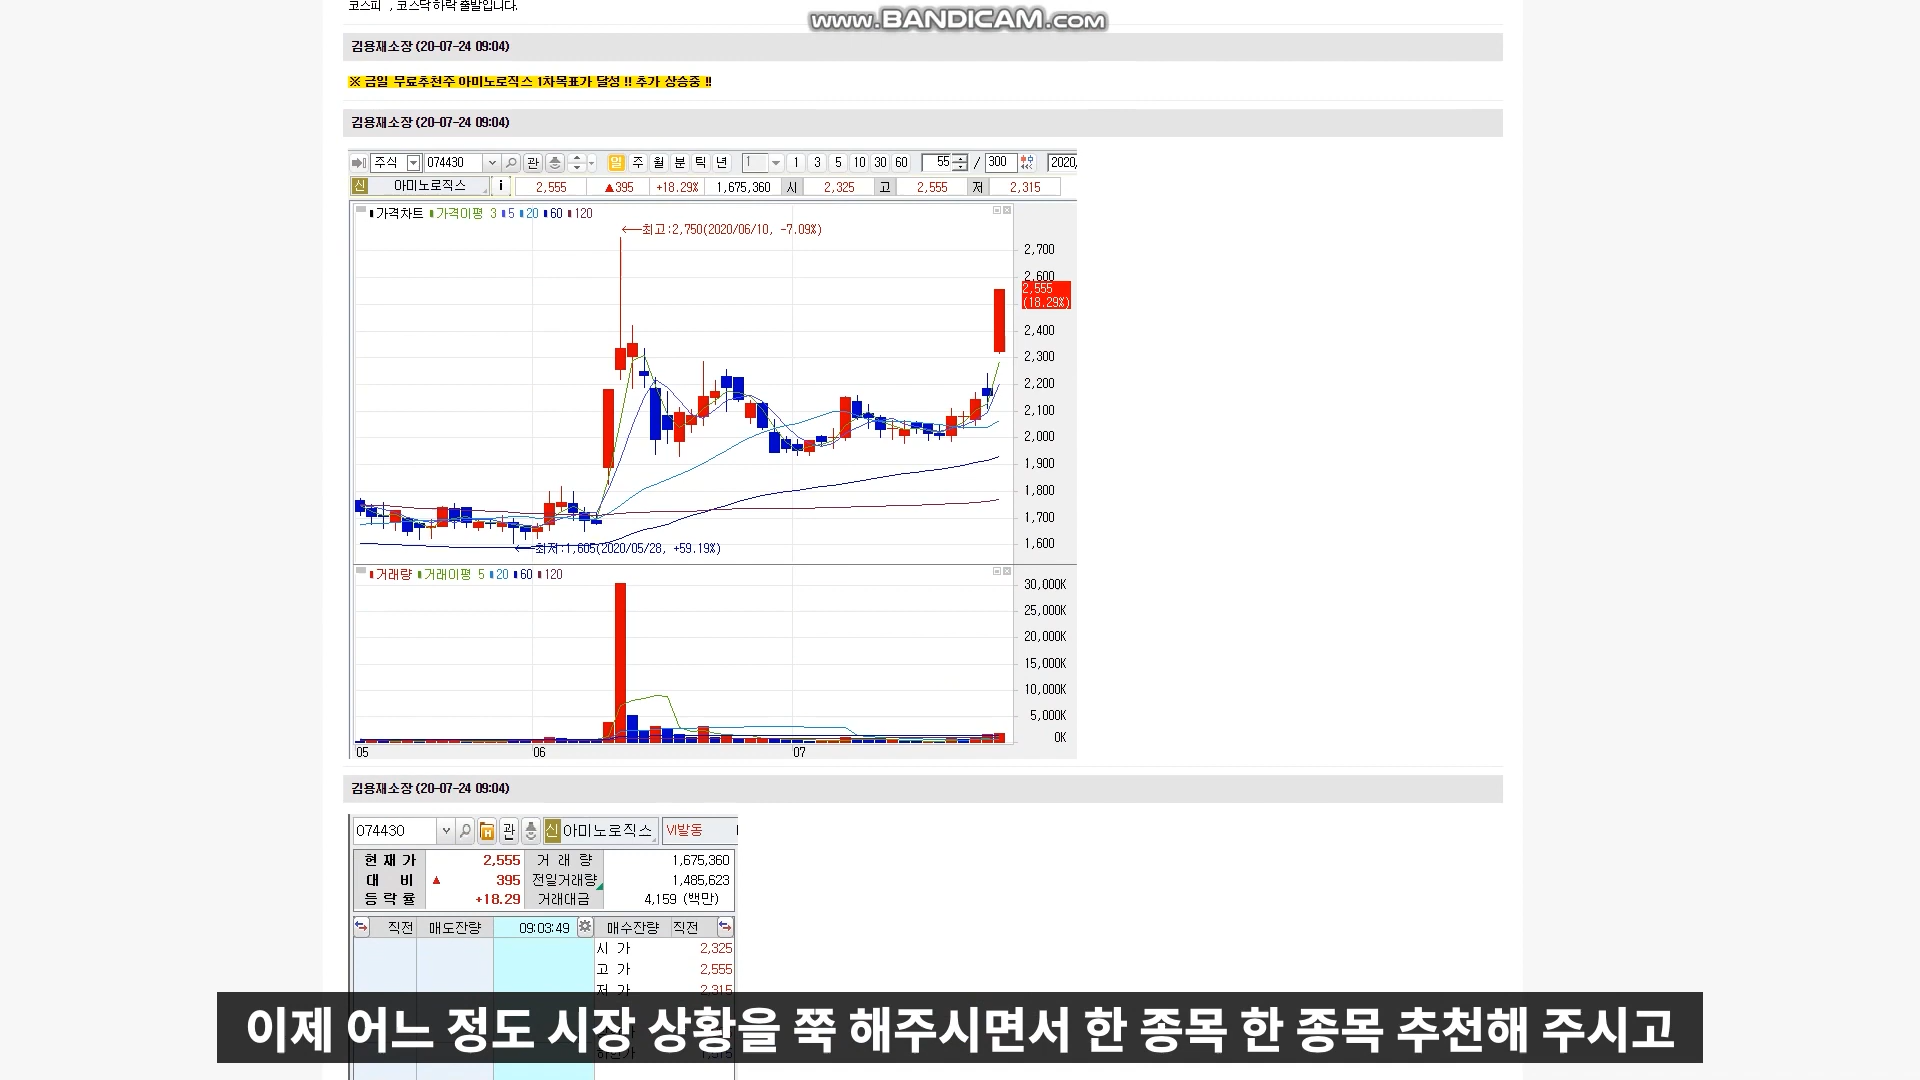 코스피 , 코스닥 하락 출발입니다.
www.BANDICAM.com
김용재소장 (20-07-24 09:04)
※ 금일 무료추천주 아미노로직스 1차목표가 달성 !! 추가 상승중 !!
김용재소장 (20-07-24 09:04)
주식 074430 관 일 주 월 분 틱 년 1 1 3 5 10 30 60 55 / 300 2020,
신 아미노로직스 i 2,555 ▲395 +18.29% 1,675,360 시 2,325 고 2,555 저 2,315
가격차트 가격이평 3 5 20 60 120
←최고:2,750(2020/06/10, -7.09%)
2,700
2,600
2,555
(18.29%)
2,400
2,300
2,200
2,100
2,000
1,900
1,800
1,700
1,600
←최저:1,605(2020/05/28, +59.19%)
거래량 거래이평 5 20 60 120
30,000K
25,000K
20,000K
15,000K
10,000K
5,000K
0K
05 06 07
김용재소장 (20-07-24 09:04)
074430 관 신 아미노로직스 VI발동
현재가 2,555 거래량 1,675,360
대비 ▲ 395 전일거래량 1,485,623
등락률 +18.29 거래대금 4,159 (백만)
직전 매도잔량 09:03:49 매수잔량 직전
시가 2,325
고가 2,555
저가 2,315
이제 어느 정도 시장 상황을 쭉 해주시면서 한 종목 한 종목 추천해 주시고